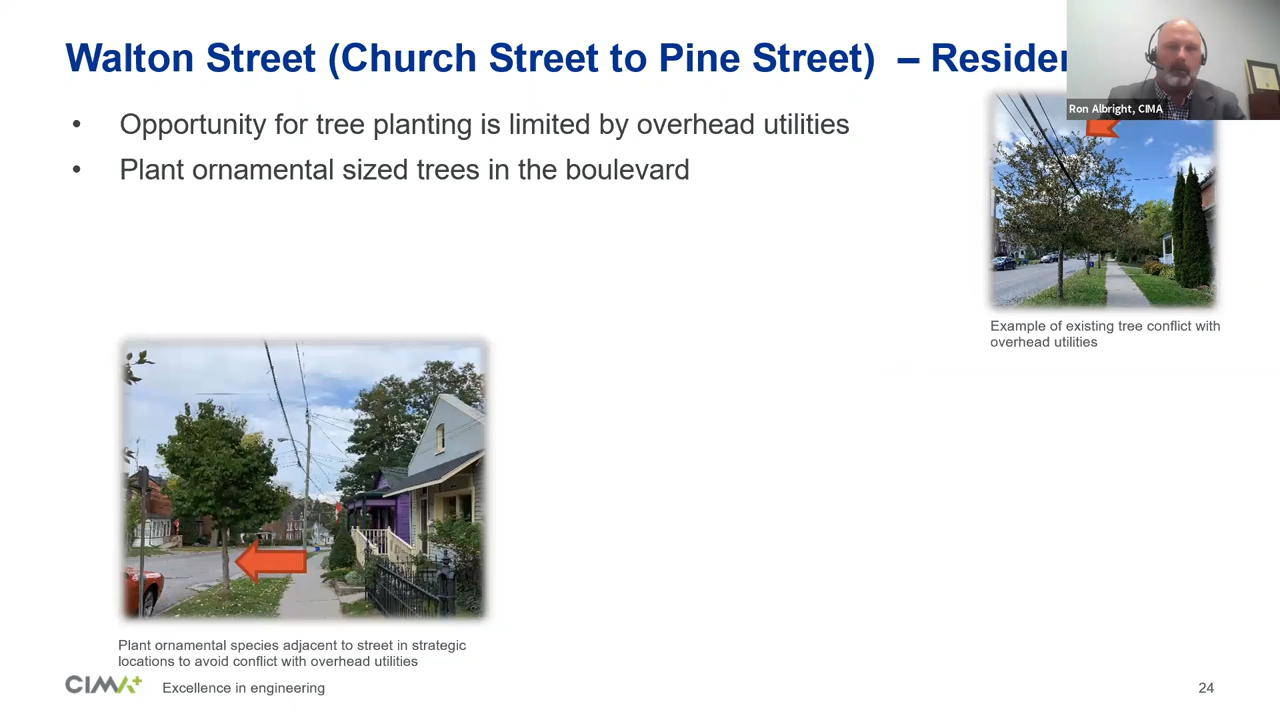 Walton Street (Church Street to Pine Street) – Residen
Ron Albright, CIMA
• Opportunity for tree planting is limited by overhead utilities
• Plant ornamental sized trees in the boulevard
Example of existing tree conflict with
overhead utilities
Plant ornamental species adjacent to street in strategic
locations to avoid conflict with overhead utilities
CIMA+
Excellence in engineering
24